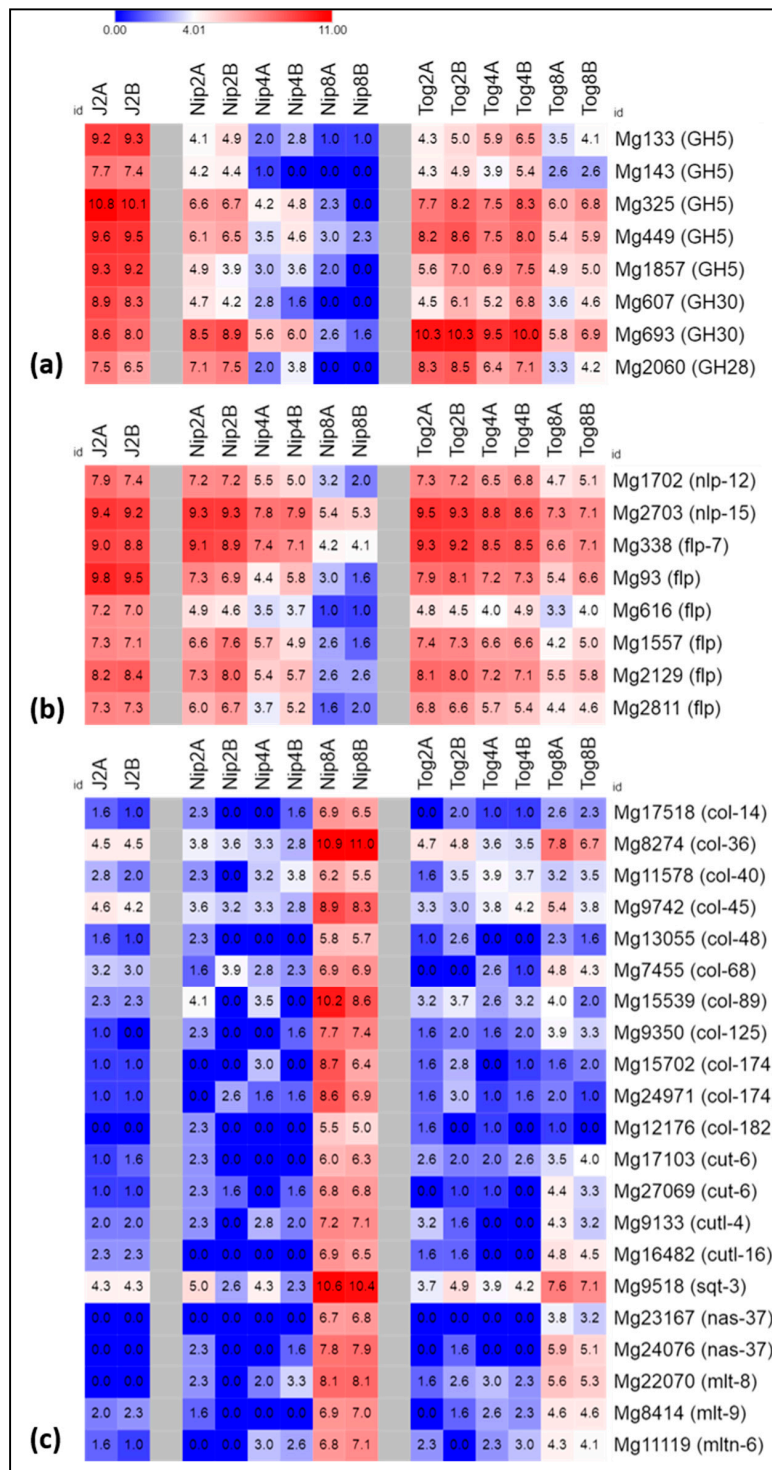 0.00 4.01 11.00
id J2A J2B Nip2A Nip2B Nip4A Nip4B Nip8A Nip8B Tog2A Tog2B Tog4A Tog4B Tog8A Tog8B id
9.2 9.3 4.1 4.9 2.0 2.8 1.0 1.0 4.3 5.0 5.9 6.5 3.5 4.1 Mg133 (GH5)
7.7 7.4 4.2 4.4 1.0 0.0 0.0 0.0 4.3 4.9 3.9 5.4 2.6 2.6 Mg143 (GH5)
10.8 10.1 6.6 6.7 4.2 4.8 2.3 0.0 7.7 8.2 7.5 8.3 6.0 6.8 Mg325 (GH5)
9.6 9.5 6.1 6.5 3.5 4.6 3.0 2.3 8.2 8.6 7.5 8.0 5.4 5.9 Mg449 (GH5)
9.3 9.2 4.9 3.9 3.0 3.6 2.0 0.0 5.6 7.0 6.9 7.5 4.9 5.0 Mg1857 (GH5)
8.9 8.3 4.7 4.2 2.8 1.6 0.0 0.0 4.5 6.1 5.2 6.8 3.6 4.6 Mg607 (GH30)
8.6 8.0 8.5 8.9 5.6 6.0 2.6 1.6 10.3 10.3 9.5 10.0 5.8 6.9 Mg693 (GH30)
(a) 7.5 6.5 7.1 7.5 2.0 3.8 0.0 0.0 8.3 8.5 6.4 7.1 3.3 4.2 Mg2060 (GH28)
id J2A J2B Nip2A Nip2B Nip4A Nip4B Nip8A Nip8B Tog2A Tog2B Tog4A Tog4B Tog8A Tog8B id
7.9 7.4 7.2 7.2 5.5 5.0 3.2 2.0 7.3 7.2 6.5 6.8 4.7 5.1 Mg1702 (nlp-12)
9.4 9.2 9.3 9.3 7.8 7.9 5.4 5.3 9.5 9.3 8.8 8.6 7.3 7.1 Mg2703 (nlp-15)
9.0 8.8 9.1 8.9 7.4 7.1 4.2 4.1 9.3 9.2 8.5 8.5 6.6 7.1 Mg338 (flp-7)
9.8 9.5 7.3 6.9 4.4 5.8 3.0 1.6 7.9 8.1 7.2 7.3 5.4 6.6 Mg93 (flp)
7.2 7.0 4.9 4.6 3.5 3.7 1.0 1.0 4.8 4.5 4.0 4.9 3.3 4.0 Mg616 (flp)
7.3 7.1 6.6 7.6 5.7 4.9 2.6 1.6 7.4 7.3 6.6 6.6 4.2 5.0 Mg1557 (flp)
8.2 8.4 7.3 8.0 5.4 5.7 2.6 2.6 8.1 8.0 7.2 7.1 5.5 5.8 Mg2129 (flp)
(b) 7.3 7.3 6.0 6.7 3.7 5.2 1.6 2.0 6.8 6.6 5.7 5.4 4.4 4.6 Mg2811 (flp)
id J2A J2B Nip2A Nip2B Nip4A Nip4B Nip8A Nip8B Tog2A Tog2B Tog4A Tog4B Tog8A Tog8B id
1.6 1.0 2.3 0.0 0.0 1.6 6.9 6.5 0.0 2.0 1.0 1.0 2.6 2.3 Mg17518 (col-14)
4.5 4.5 3.8 3.6 3.3 2.8 10.9 11.0 4.7 4.8 3.6 3.5 7.8 6.7 Mg8274 (col-36)
2.8 2.0 2.3 0.0 3.2 3.8 6.2 5.5 1.6 3.5 3.9 3.7 3.2 3.5 Mg11578 (col-40)
4.6 4.2 3.6 3.2 3.3 2.8 8.9 8.3 3.3 3.0 3.8 4.2 5.4 3.8 Mg9742 (col-45)
1.6 1.0 2.3 0.0 0.0 0.0 5.8 5.7 1.0 2.6 0.0 0.0 2.3 1.6 Mg13055 (col-48)
3.2 3.0 1.6 3.9 2.8 2.3 6.9 6.9 0.0 0.0 2.6 1.0 4.8 4.3 Mg7455 (col-68)
2.3 2.3 4.1 0.0 3.5 0.0 10.2 8.6 3.2 3.7 2.6 3.2 4.0 2.0 Mg15539 (col-89)
1.0 0.0 2.3 0.0 0.0 1.6 7.7 7.4 1.6 2.0 1.6 2.0 3.9 3.3 Mg9350 (col-125)
1.0 1.0 0.0 0.0 3.0 0.0 8.7 6.4 1.6 2.8 0.0 1.0 1.6 2.0 Mg15702 (col-174
1.0 1.0 0.0 2.6 1.6 1.6 8.6 6.9 1.6 3.0 1.0 1.6 2.0 1.0 Mg24971 (col-174
0.0 0.0 2.3 0.0 0.0 0.0 5.5 5.0 1.6 0.0 1.0 0.0 1.0 0.0 Mg12176 (col-182
1.0 1.6 2.3 0.0 0.0 0.0 6.0 6.3 2.6 2.0 2.0 2.6 3.5 4.0 Mg17103 (cut-6)
1.0 1.0 2.3 1.6 0.0 1.6 6.8 6.8 0.0 1.0 1.0 0.0 4.4 3.3 Mg27069 (cut-6)
2.0 2.0 2.3 0.0 2.8 2.0 7.2 7.1 3.2 1.6 0.0 0.0 4.3 3.2 Mg9133 (cutl-4)
2.3 2.3 0.0 0.0 0.0 0.0 6.9 6.5 1.6 1.6 0.0 0.0 4.8 4.5 Mg16482 (cutl-16)
4.3 4.3 5.0 2.6 4.3 2.3 10.6 10.4 3.7 4.9 3.9 4.2 7.6 7.1 Mg9518 (sqt-3)
0.0 0.0 0.0 0.0 0.0 0.0 6.7 6.8 0.0 0.0 0.0 0.0 3.8 3.2 Mg23167 (nas-37)
0.0 0.0 2.3 0.0 0.0 1.6 7.8 7.9 0.0 1.6 0.0 0.0 5.9 5.1 Mg24076 (nas-37)
0.0 0.0 2.3 0.0 2.0 3.3 8.1 8.1 1.6 2.6 3.0 2.3 5.6 5.3 Mg22070 (mlt-8)
2.0 2.3 1.6 0.0 0.0 0.0 6.9 7.0 0.0 1.6 2.6 2.3 4.6 4.6 Mg8414 (mlt-9)
(c) 1.6 1.0 0.0 0.0 3.0 2.6 6.8 7.1 2.3 0.0 2.6 3.0 4.3 4.1 Mg11119 (mltn-6)